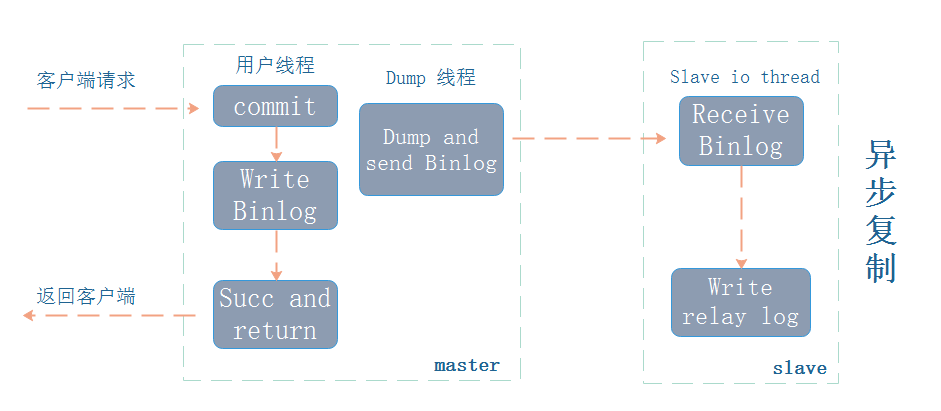 客户端请求
用户线程
commit
Write
Binlog
Succ and
return
返回客户端
Dump 线程
Dump and
send Binlog
master
Slave io thread
Receive
Binlog
Write
relay log
slave
异步复制